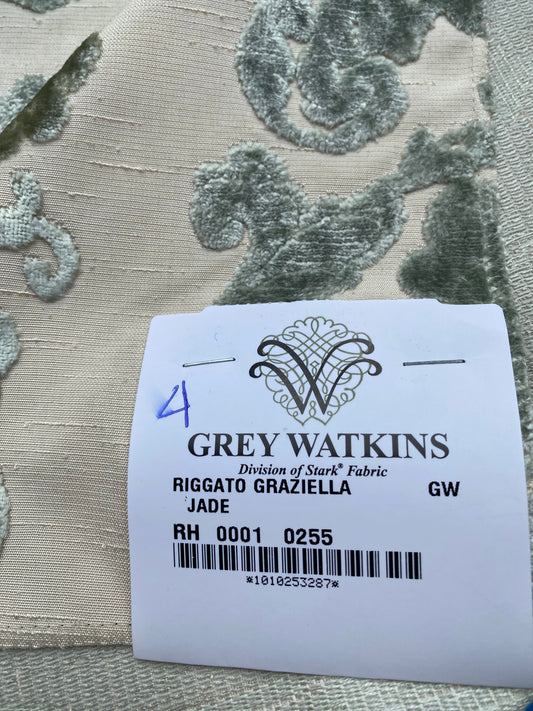 4
GREY WATKINS
Division of Stark® Fabric
RIGGATO GRAZIELLA GW
JADE
RH 0001 0255
*1010253287*